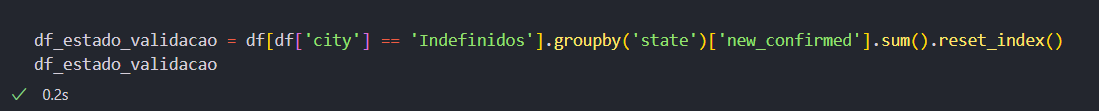 df_estado_validacao = df[df['city'] == 'Indefinidos'].groupby('state')['new_confirmed'].sum().reset_index()
df_estado_validacao
0.2s